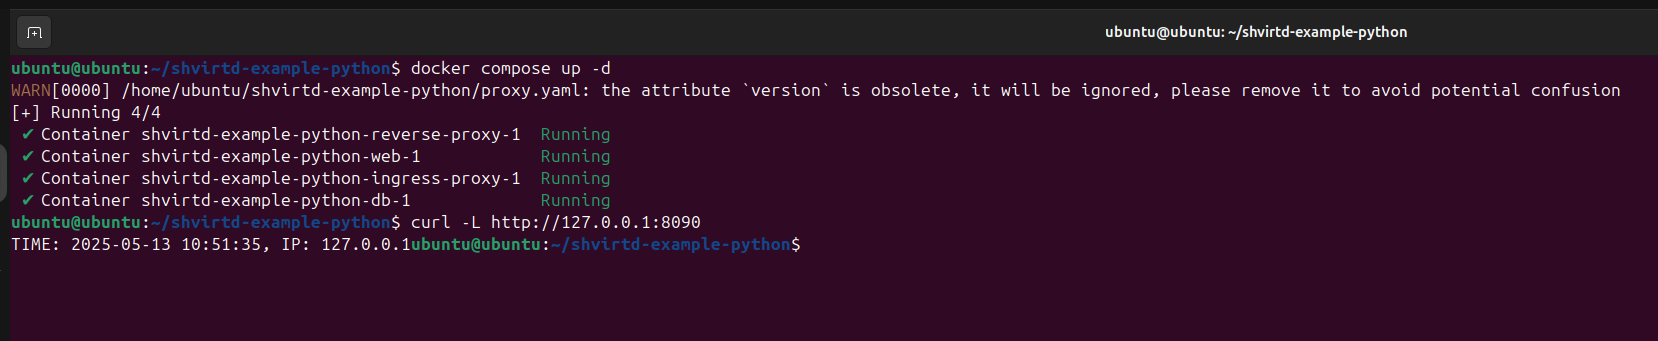 ubuntu@ubuntu: ~/shvirtd-example-python
ubuntu@ubuntu:~/shvirtd-example-python$ docker compose up -d
WARN[0000] /home/ubuntu/shvirtd-example-python/proxy.yaml: the attribute `version` is obsolete, it will be ignored, please remove it to avoid potential confusion
[+] Running 4/4
✔ Container shvirtd-example-python-reverse-proxy-1  Running
✔ Container shvirtd-example-python-web-1            Running
✔ Container shvirtd-example-python-ingress-proxy-1  Running
✔ Container shvirtd-example-python-db-1             Running
ubuntu@ubuntu:~/shvirtd-example-python$ curl -L http://127.0.0.1:8090
TIME: 2025-05-13 10:51:35, IP: 127.0.0.1ubuntu@ubuntu:~/shvirtd-example-python$